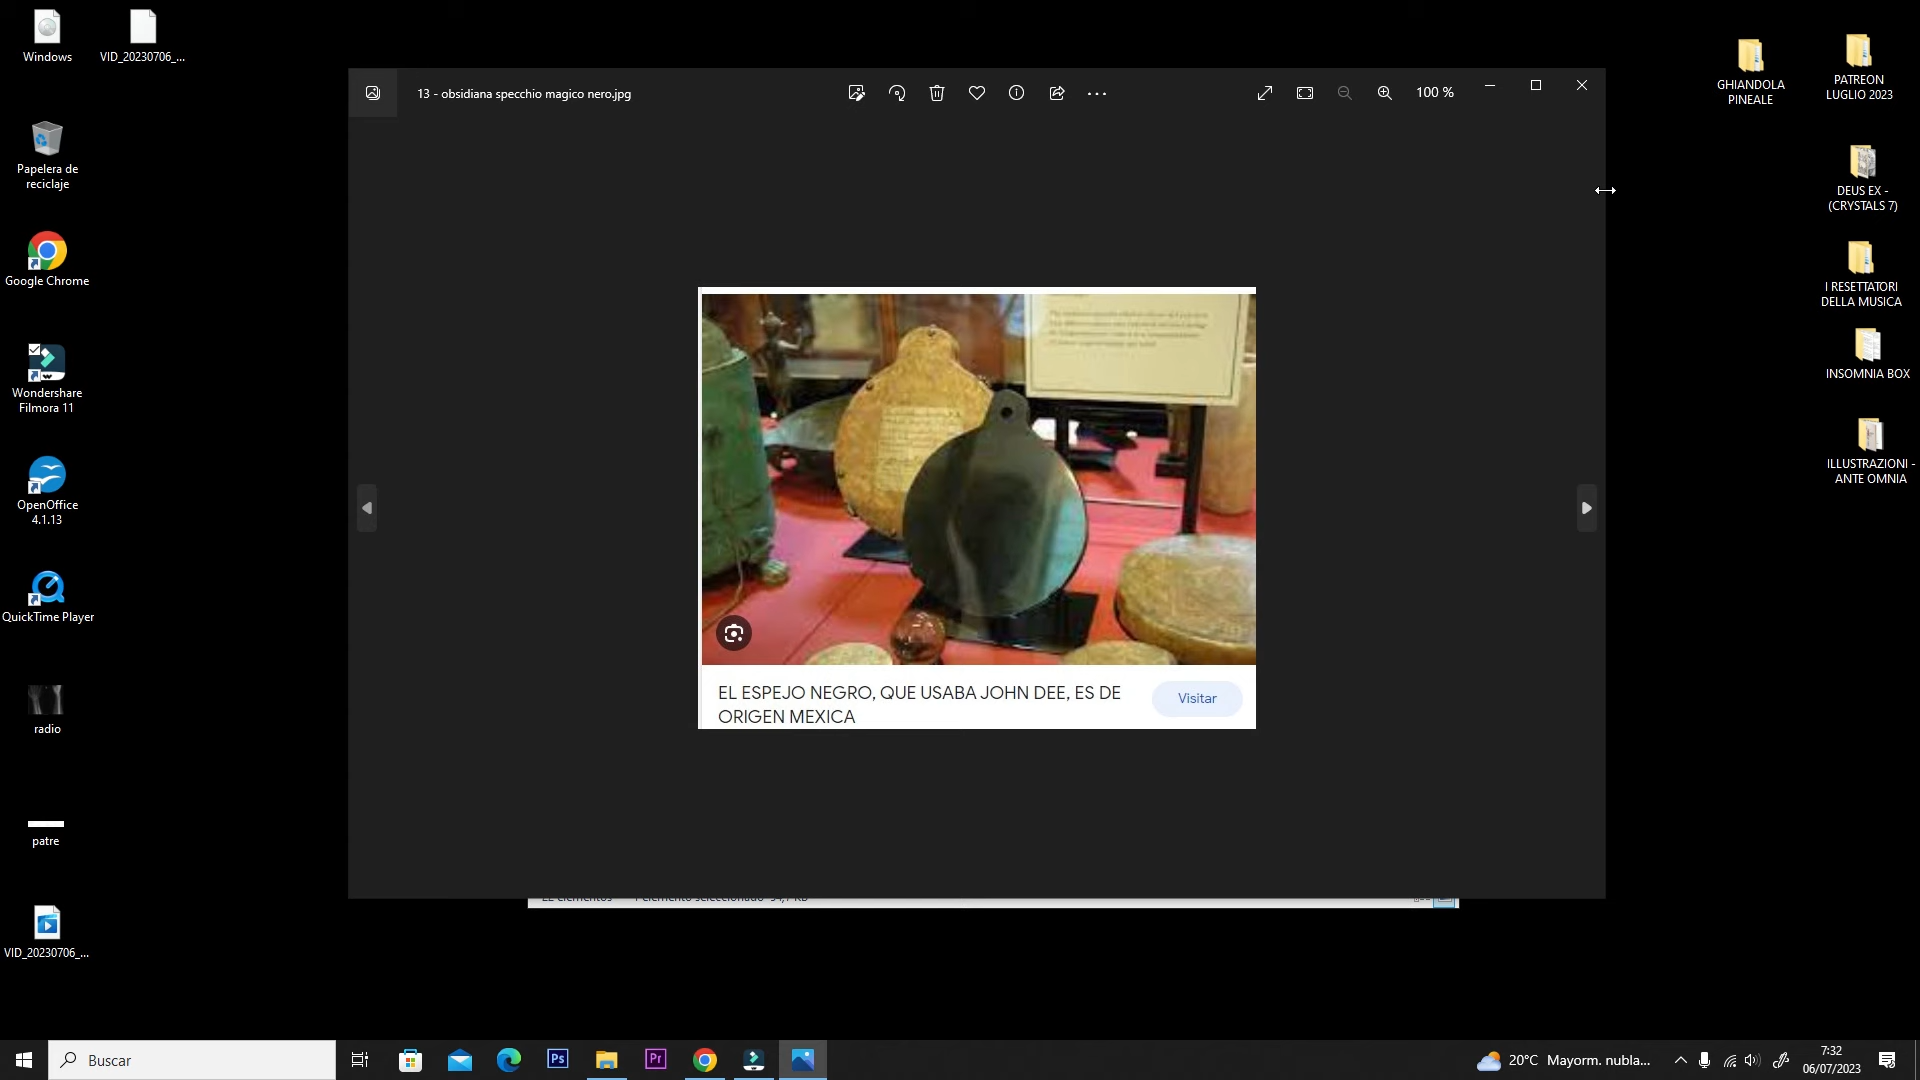 Windows
VID_20230706_...
Papelera de
reciclaje
Google Chrome
Wondershare
Filmora 11
OpenOffice
4.1.13
QuickTime Player
radio
patre
VID_20230706_...
13 - obsidiana specchio magico nero.jpg
100 %
EL ESPEJO NEGRO, QUE USABA JOHN DEE, ES DE
ORIGEN MEXICA
Visitar
GHIANDOLA
PINEALE
PATREON
LUGLIO 2023
DEUS EX -
(CRYSTALS 7)
I RESETTATORI
DELLA MUSICA
INSOMNIA BOX
ILLUSTRAZIONI -
ANTE OMNIA
Buscar
Ps
Pr
20°C Mayorm. nubla...
7:32
06/07/2023